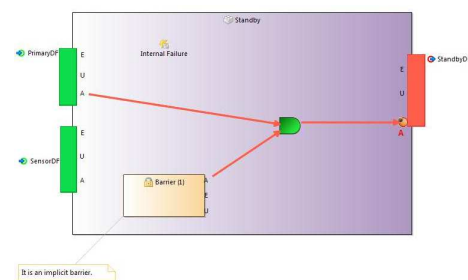 Standby
PrimaryDF
E
U
A
Internal Failure
StandbyD
E
U
A
SensorDF
E
U
A
Barrier (1)
A
E
U
It is an implicit barrier.